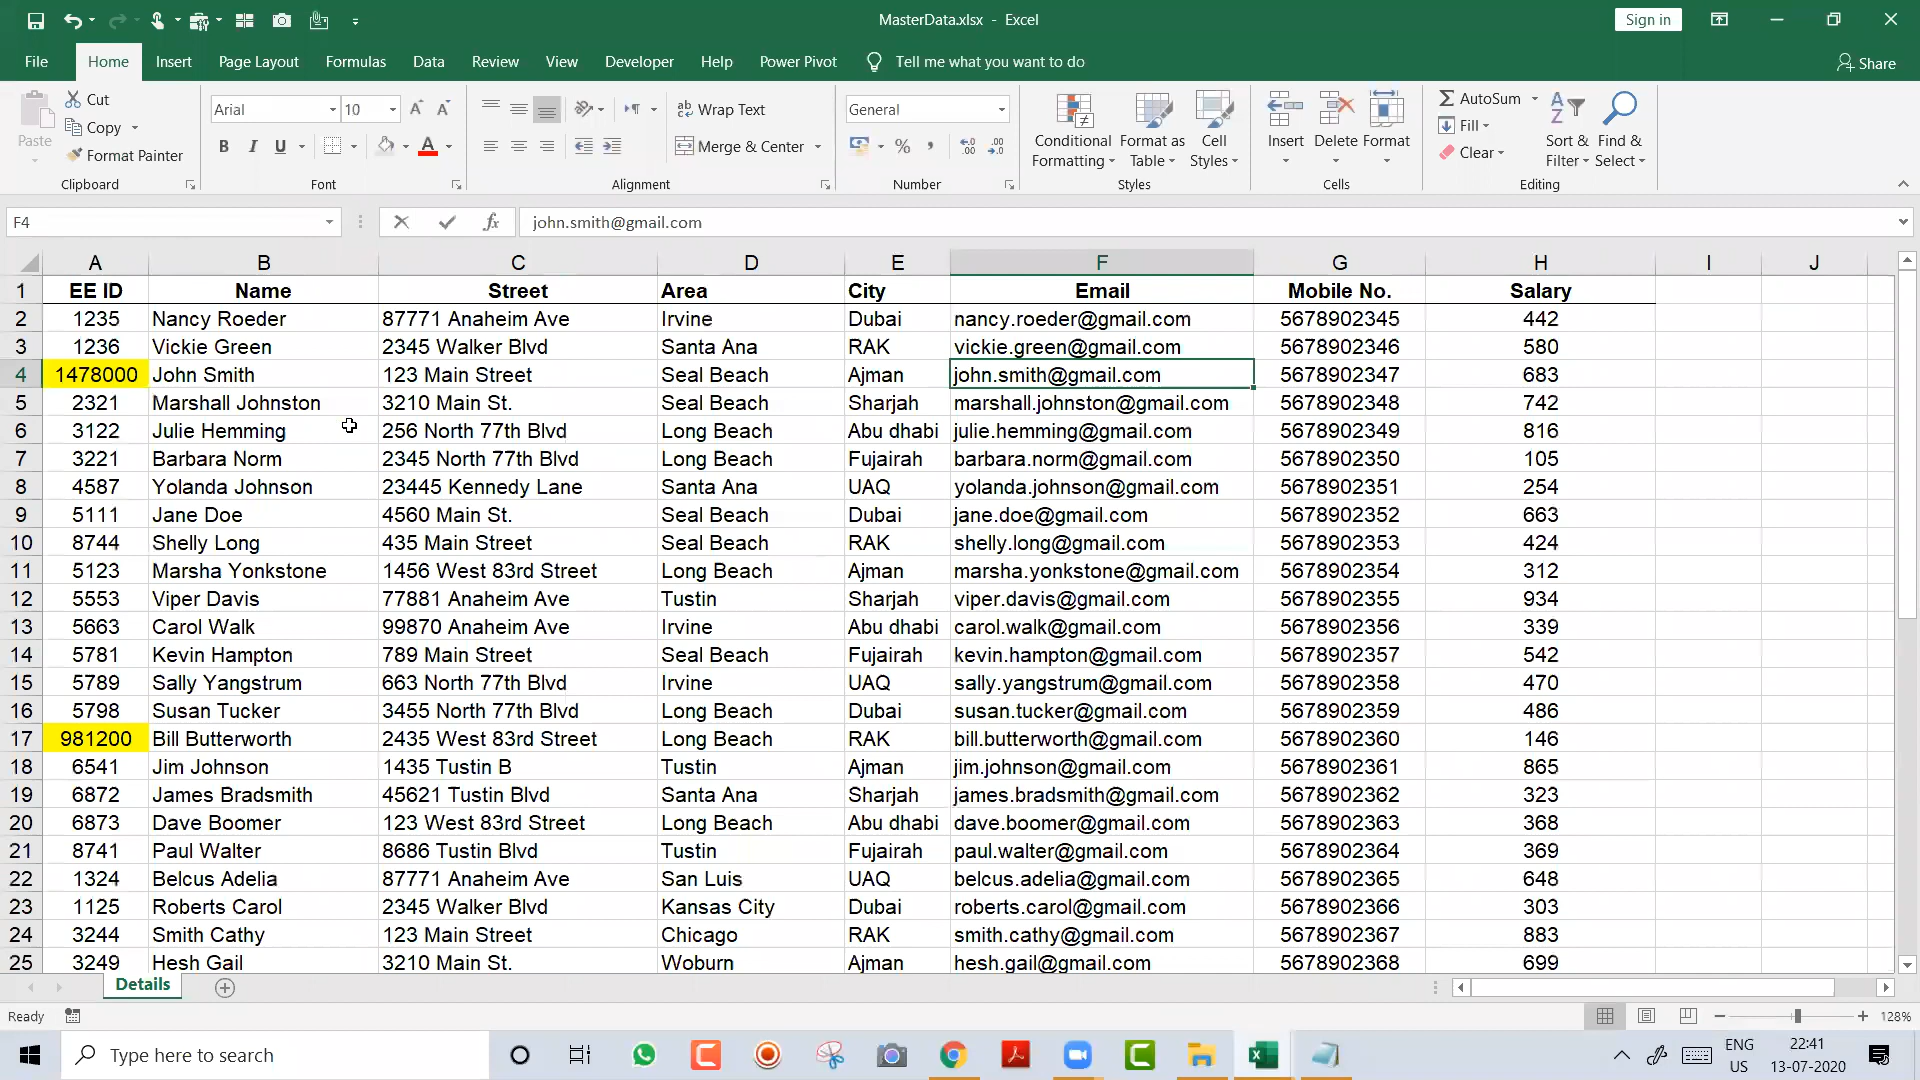 MasterData.xlsx - Excel
Sign in
File Home Insert Page Layout Formulas Data Review View Developer Help Power Pivot Tell me what you want to do Share
Paste
Cut
Copy
Format Painter
Clipboard
Arial 10
B I U A
Font
Wrap Text
Merge & Center
Alignment
General
%
Number
Conditional Formatting
Format as Table
Cell Styles
Styles
Insert
Delete
Format
Cells
AutoSum
Fill
Clear
Sort & Filter
Find & Select
Editing
F4 fx john.smith@gmail.com
A B C D E F G H I J
1 EE ID Name Street Area City Email Mobile No. Salary
2 1235 Nancy Roeder 87771 Anaheim Ave Irvine Dubai nancy.roeder@gmail.com 5678902345 442
3 1236 Vickie Green 2345 Walker Blvd Santa Ana RAK vickie.green@gmail.com 5678902346 580
4 1478000 John Smith 123 Main Street Seal Beach Ajman john.smith@gmail.com 5678902347 683
5 2321 Marshall Johnston 3210 Main St. Seal Beach Sharjah marshall.johnston@gmail.com 5678902348 742
6 3122 Julie Hemming 256 North 77th Blvd Long Beach Abu dhabi julie.hemming@gmail.com 5678902349 816
7 3221 Barbara Norm 2345 North 77th Blvd Long Beach Fujairah barbara.norm@gmail.com 5678902350 105
8 4587 Yolanda Johnson 23445 Kennedy Lane Santa Ana UAQ yolanda.johnson@gmail.com 5678902351 254
9 5111 Jane Doe 4560 Main St. Seal Beach Dubai jane.doe@gmail.com 5678902352 663
10 8744 Shelly Long 435 Main Street Seal Beach RAK shelly.long@gmail.com 5678902353 424
11 5123 Marsha Yonkstone 1456 West 83rd Street Long Beach Ajman marsha.yonkstone@gmail.com 5678902354 312
12 5553 Viper Davis 77881 Anaheim Ave Tustin Sharjah viper.davis@gmail.com 5678902355 934
13 5663 Carol Walk 99870 Anaheim Ave Irvine Abu dhabi carol.walk@gmail.com 5678902356 339
14 5781 Kevin Hampton 789 Main Street Seal Beach Fujairah kevin.hampton@gmail.com 5678902357 542
15 5789 Sally Yangstrum 663 North 77th Blvd Irvine UAQ sally.yangstrum@gmail.com 5678902358 470
16 5798 Susan Tucker 3455 North 77th Blvd Long Beach Dubai susan.tucker@gmail.com 5678902359 486
17 981200 Bill Butterworth 2435 West 83rd Street Long Beach RAK bill.butterworth@gmail.com 5678902360 146
18 6541 Jim Johnson 1435 Tustin B Tustin Ajman jim.johnson@gmail.com 5678902361 865
19 6872 James Bradsmith 45621 Tustin Blvd Santa Ana Sharjah james.bradsmith@gmail.com 5678902362 323
20 6873 Dave Boomer 123 West 83rd Street Long Beach Abu dhabi dave.boomer@gmail.com 5678902363 368
21 8741 Paul Walter 8686 Tustin Blvd Tustin Fujairah paul.walter@gmail.com 5678902364 369
22 1324 Belcus Adelia 87771 Anaheim Ave San Luis UAQ belcus.adelia@gmail.com 5678902365 648
23 1125 Roberts Carol 2345 Walker Blvd Kansas City Dubai roberts.carol@gmail.com 5678902366 303
24 3244 Smith Cathy 123 Main Street Chicago RAK smith.cathy@gmail.com 5678902367 883
25 3249 Hesh Gail 3210 Main St. Woburn Ajman hesh.gail@gmail.com 5678902368 699
Details
Ready 128%
Type here to search
ENG
US
22:41
13-07-2020